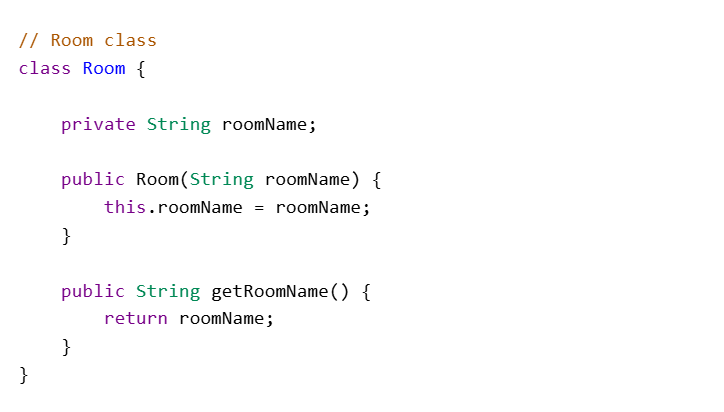 // Room class
class Room {
private String roomName;
public Room(String roomName) {
this.roomName = roomName;
}
public String getRoomName() {
return roomName;
}
}